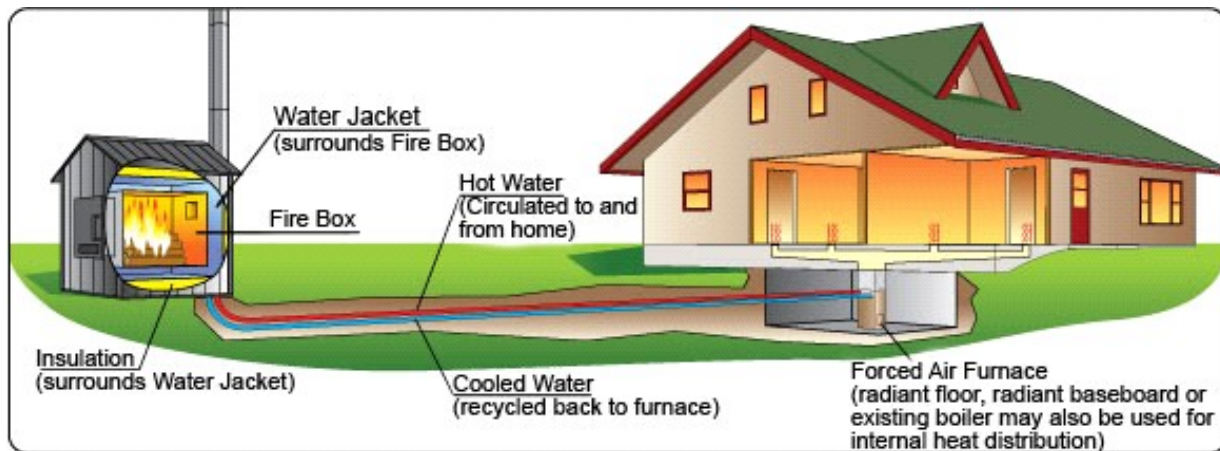 Water Jacket
(surrounds Fire Box)
Hot Water
(Circulated to and
from home)
Fire Box
Insulation
(surrounds Water Jacket)
Cooled Water
(recycled back to furnace)
Forced Air Furnace
(radiant floor, radiant baseboard or
existing boiler may also be used for
internal heat distribution)